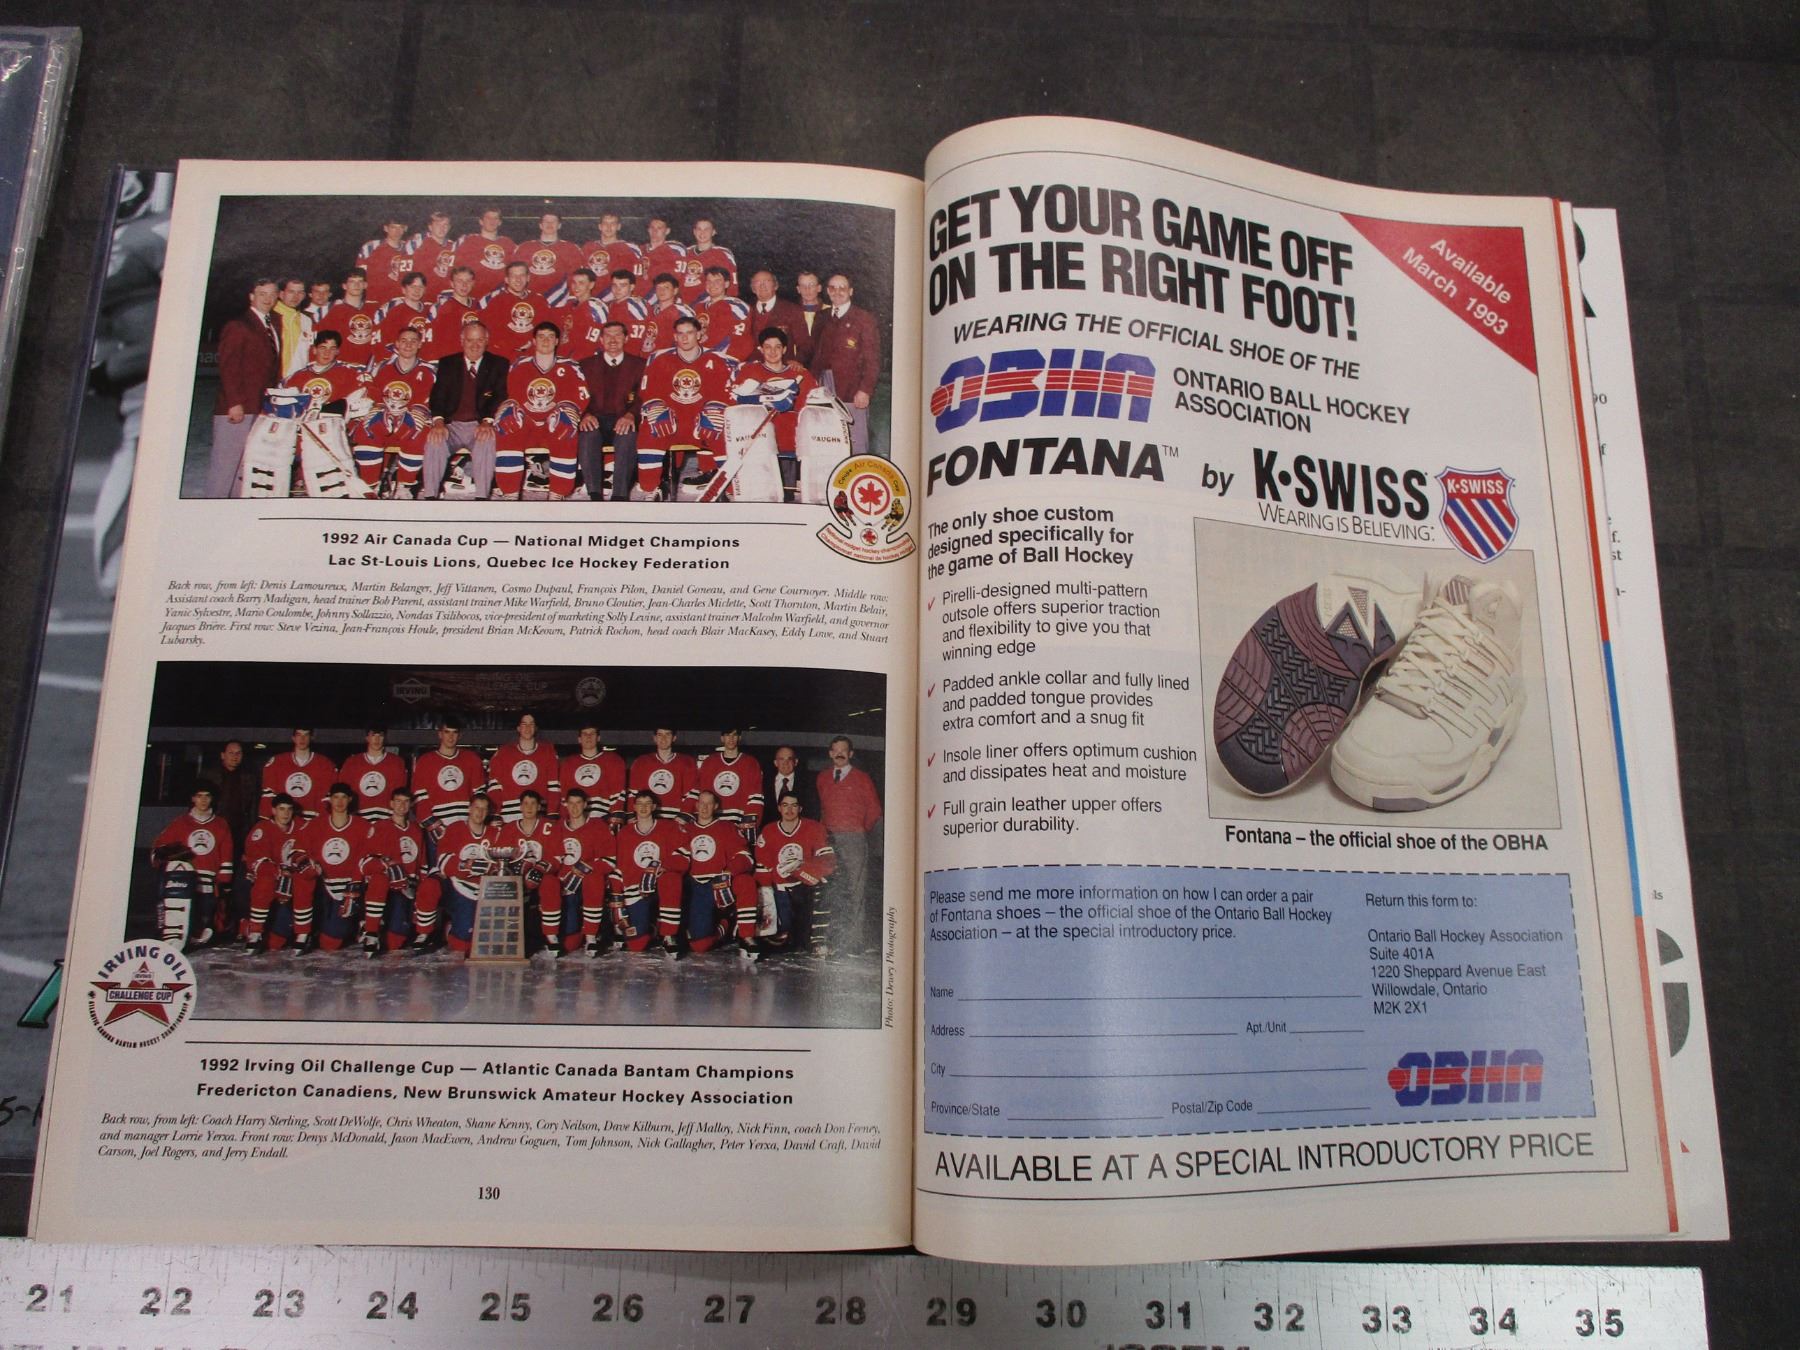 1992 Air Canada Cup — National Midget Champions
Lac St-Louis Lions, Quebec Ice Hockey Federation
Back row, from left: Denis Lamoureux, Martin Belanger, Jeff Vittanen, Cosmo Dupaul, François Pilon, Daniel Goneau, and Gene Cournoyer. Middle row:
Assistant coach Barry Madigan, head trainer Bob Parent, assistant trainer Mike Warfield, Bruno Cloutier, Jean-Charles Miclette, Scott Thornton, Martin Belair,
Yanic Sylvestre, Mario Coulombe, Johnny Sollazzio, Nondas Tsilibocos, vice-president of marketing Solly Levine, assistant trainer Malcolm Warfield, and governor
Jacques Brière. First row: Steve Vezina, Jean-François Houle, president Brian McKeown, Patrick Rochon, head coach Blair MacKasey, Eddy Lowe, and Stuart
Lubarsky.
IRVING
IRVING OIL
CHALLENGE CUP
Photo: Dewey Photography
IRVING OIL
CHALLENGE CUP
1992 Irving Oil Challenge Cup — Atlantic Canada Bantam Champions
Fredericton Canadiens, New Brunswick Amateur Hockey Association
Back row, from left: Coach Harry Sterling, Scott DeWolfe, Chris Wheaton, Shane Kenny, Cory Neilson, Dave Kilburn, Jeff Malloy, Nick Finn, coach Don Feeney,
and manager Lorrie Yerxa. Front row: Denys McDonald, Jason MacEwen, Andrew Goguen, Tom Johnson, Nick Gallagher, Peter Yerxa, David Craft, David
Carson, Joel Rogers, and Jerry Endall.
130
GET YOUR GAME OFF
ON THE RIGHT FOOT!
Available
March 1993
WEARING THE OFFICIAL SHOE OF THE
OBHA
ONTARIO BALL HOCKEY
ASSOCIATION
FONTANA™ by K•SWISS
WEARING IS BELIEVING.
K•SWISS
The only shoe custom
designed specifically for
the game of Ball Hockey
✓ Pirelli-designed multi-pattern
outsole offers superior traction
and flexibility to give you that
winning edge
✓ Padded ankle collar and fully lined
and padded tongue provides
extra comfort and a snug fit
✓ Insole liner offers optimum cushion
and dissipates heat and moisture
✓ Full grain leather upper offers
superior durability.
Fontana – the official shoe of the OBHA
Please send me more information on how I can order a pair
of Fontana shoes – the official shoe of the Ontario Ball Hockey
Association – at the special introductory price.
Name
Address Apt./Unit
City
Province/State Postal/Zip Code
Return this form to:
Ontario Ball Hockey Association
Suite 401A
1220 Sheppard Avenue East
Willowdale, Ontario
M2K 2X1
OBHA
AVAILABLE AT A SPECIAL INTRODUCTORY PRICE
21 22 23 24 25 26 27 28 29 30 31 32 33 34 35